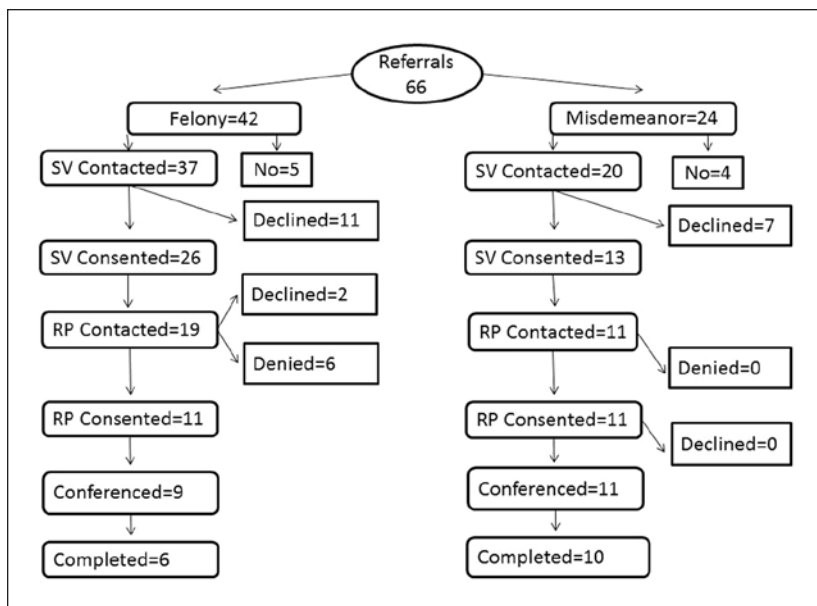 Referrals
66
Felony=42
Misdemeanor=24
SV Contacted=37
No=5
SV Contacted=20
No=4
Declined=11
Declined=7
SV Consented=26
SV Consented=13
Declined=2
RP Contacted=19
RP Contacted=11
Denied=6
Denied=0
RP Consented=11
RP Consented=11
Declined=0
Conferenced=9
Conferenced=11
Completed=6
Completed=10